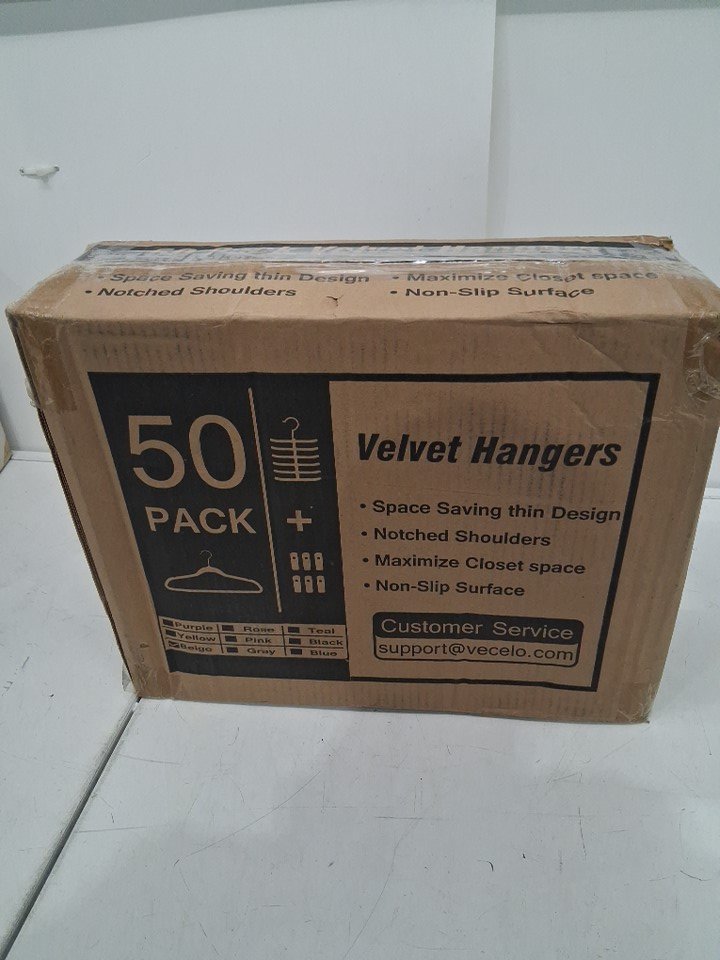 Velvet Hangers
• Space Saving thin Design • Maximize Closet space
• Notched Shoulders • Non-Slip Surface
50
PACK
+
Velvet Hangers
• Space Saving thin Design
• Notched Shoulders
• Maximize Closet space
• Non-Slip Surface
Purple Rose Teal
Yellow Pink Black
Beige Gray Blue
Customer Service
support@vecelo.com